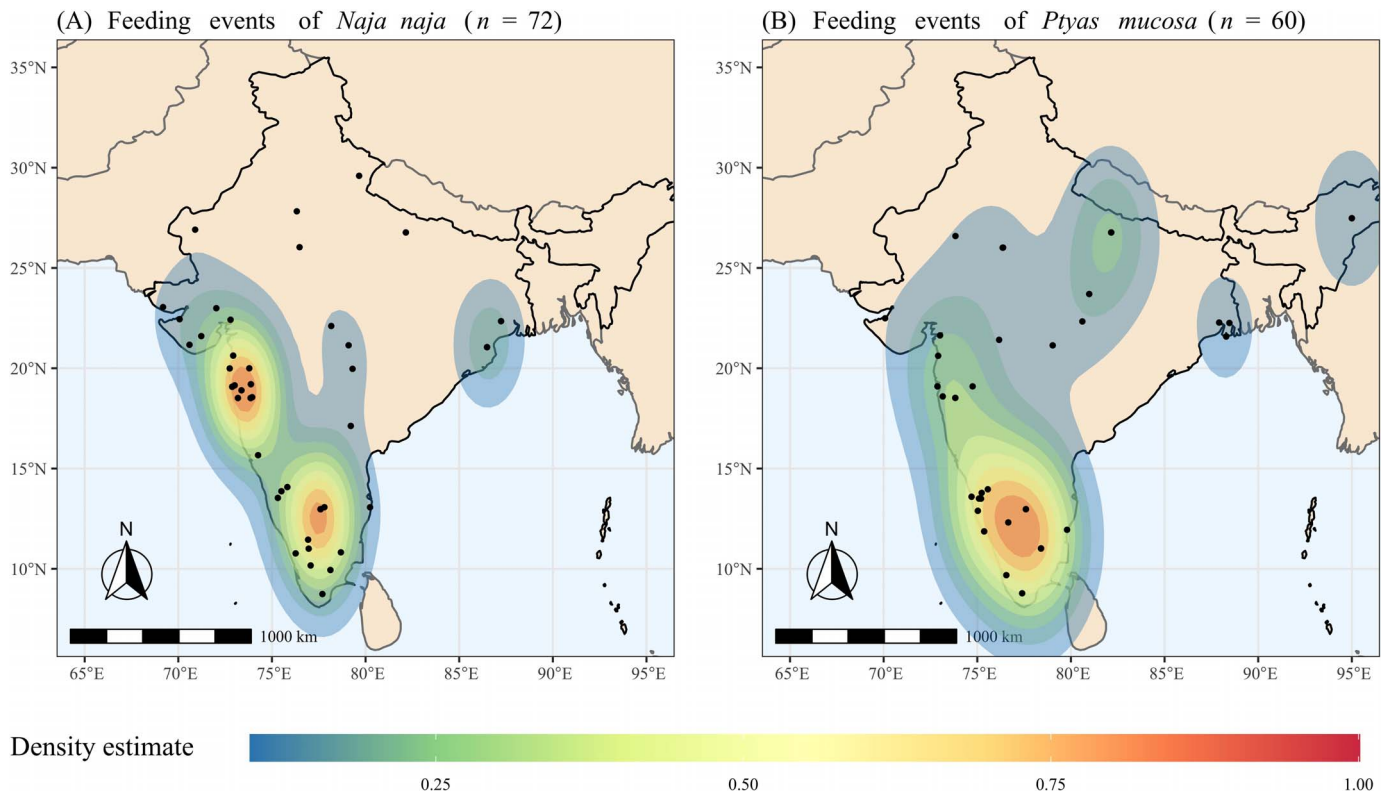 (A) Feeding events of Naja naja (n = 72)
(B) Feeding events of Ptyas mucosa (n = 60)
35°N
30°N
25°N
20°N
15°N
10°N
N
1000 km
65°E 70°E 75°E 80°E 85°E 90°E 95°E
35°N
30°N
25°N
20°N
15°N
10°N
N
1000 km
65°E 70°E 75°E 80°E 85°E 90°E 95°E
Density estimate
0.25 0.50 0.75 1.00